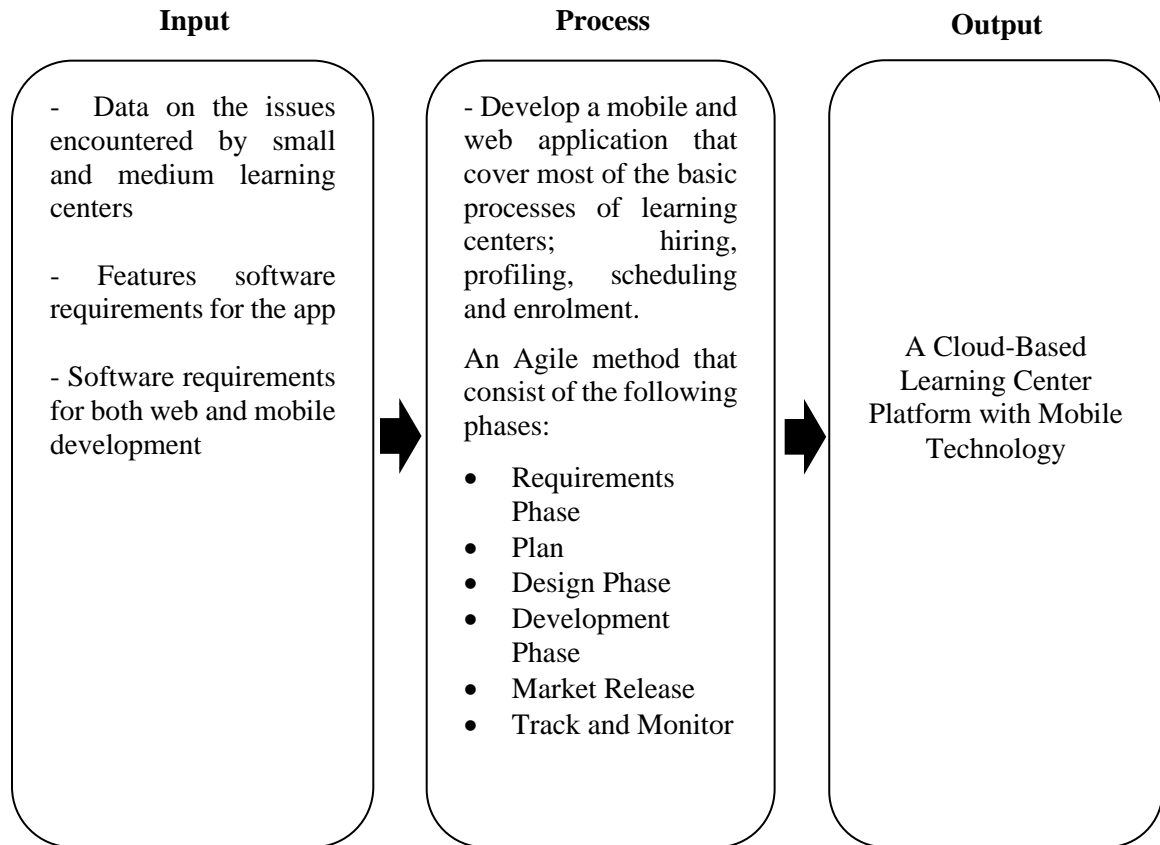 Input
- Data on the issues
encountered by small
and medium learning
centers
- Features software
requirements for the app
- Software requirements
for both web and mobile
development
Process
- Develop a mobile and
web application that
cover most of the basic
processes of learning
centers; hiring,
profiling, scheduling
and enrolment.
An Agile method that
consist of the following
phases:
• Requirements
Phase
• Plan
• Design Phase
• Development
Phase
• Market Release
• Track and Monitor
Output
A Cloud-Based
Learning Center
Platform with Mobile
Technology